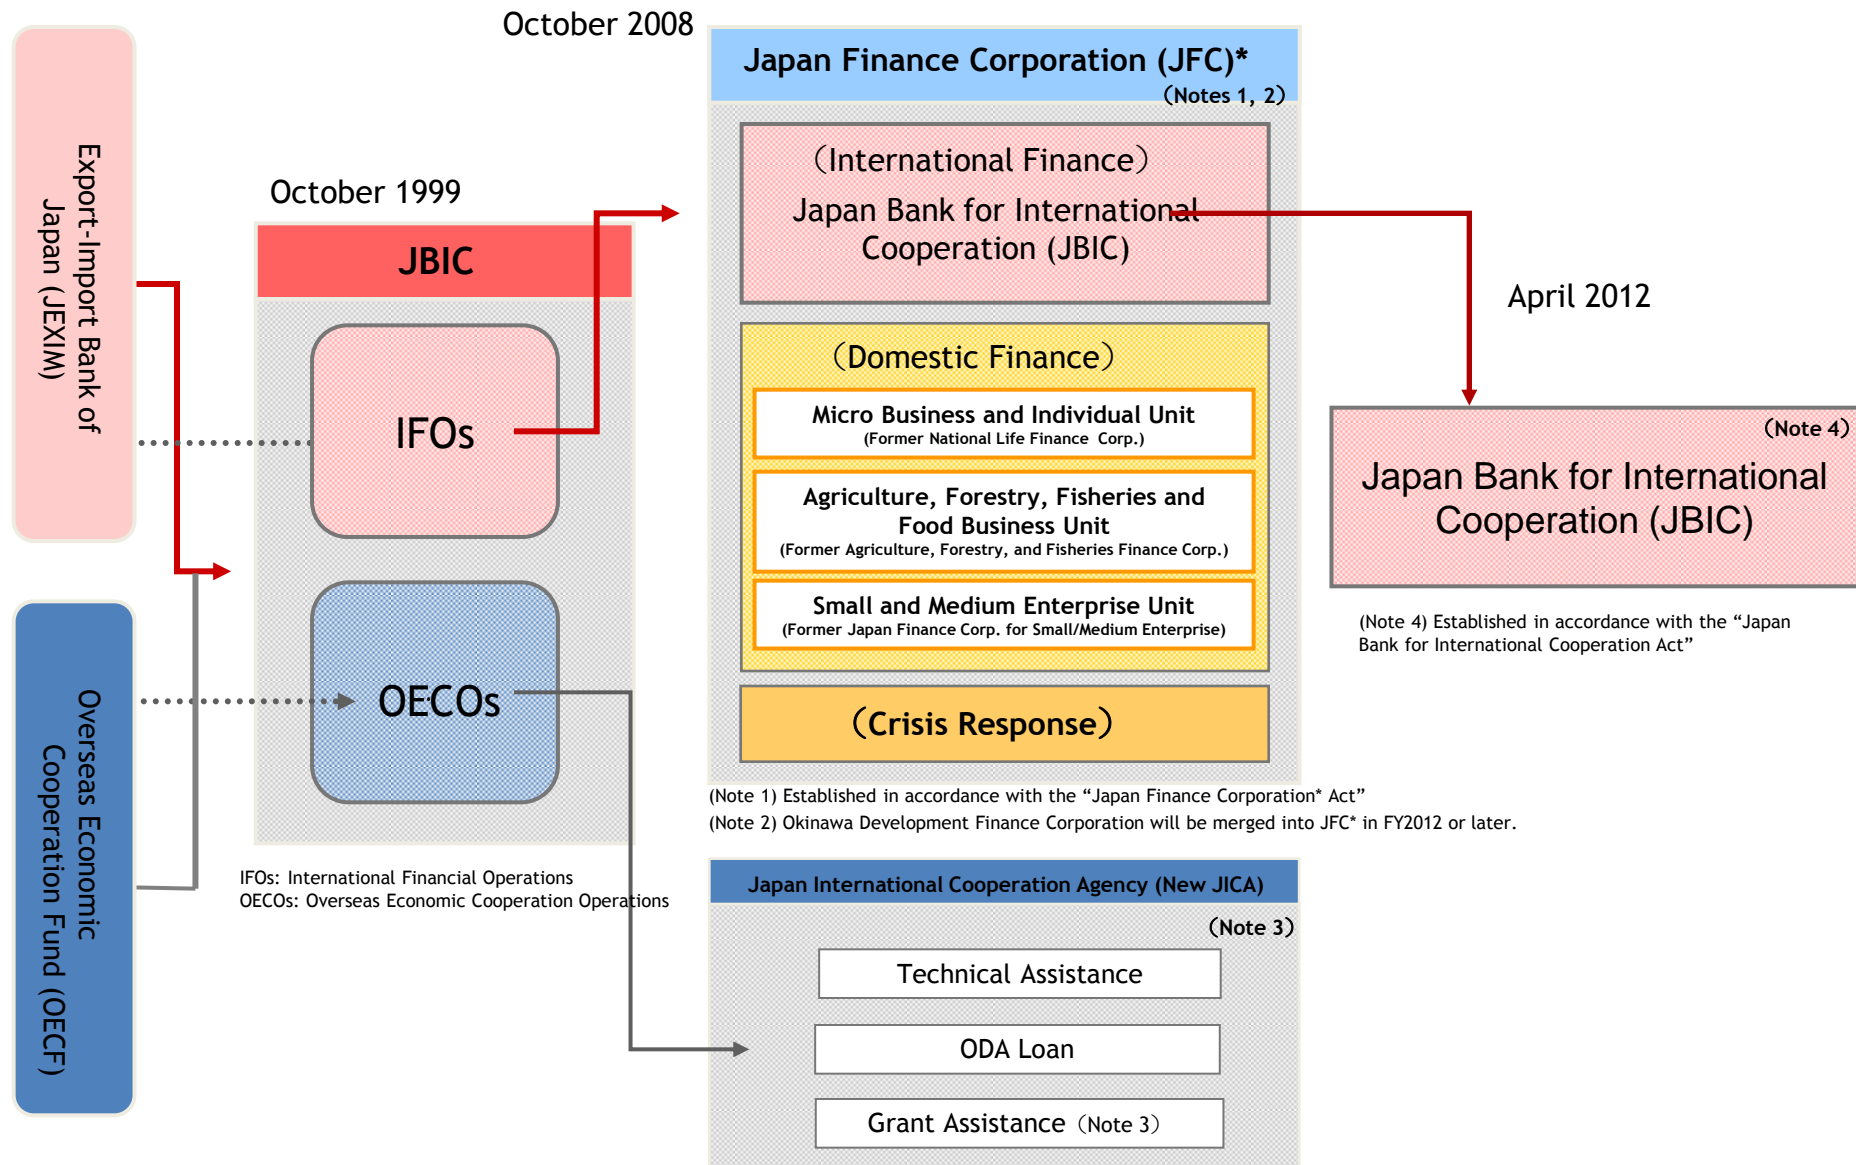 October 2008
Export-Import Bank of
Japan (JEXIM)
Overseas Economic
Cooperation Fund (OECF)
October 1999
JBIC
IFOs
OECOs
IFOs: International Financial Operations
OECOs: Overseas Economic Cooperation Operations
Japan Finance Corporation (JFC)*
（Notes 1, 2）
（International Finance）
Japan Bank for International
Cooperation (JBIC)
（Domestic Finance）
Micro Business and Individual Unit
(Former National Life Finance Corp.)
Agriculture, Forestry, Fisheries and
Food Business Unit
(Former Agriculture, Forestry, and Fisheries Finance Corp.)
Small and Medium Enterprise Unit
(Former Japan Finance Corp. for Small/Medium Enterprise)
（Crisis Response）
(Note 1) Established in accordance with the “Japan Finance Corporation* Act”
(Note 2) Okinawa Development Finance Corporation will be merged into JFC* in FY2012 or later.
Japan International Cooperation Agency (New JICA)
（Note 3）
Technical Assistance
ODA Loan
Grant Assistance（Note 3）
April 2012
（Note 4）
Japan Bank for International
Cooperation (JBIC)
(Note 4) Established in accordance with the “Japan
Bank for International Cooperation Act”